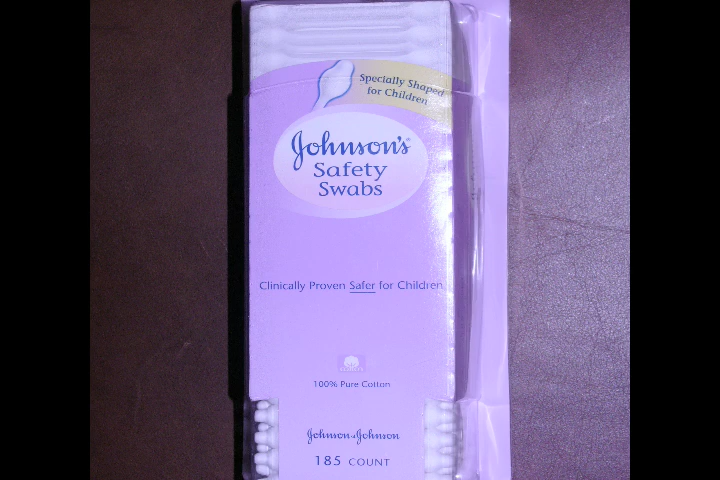 Specially Shaped
for Children
Johnson's®
Safety
Swabs
Clinically Proven Safer for Children
100% Pure Cotton
Johnson & Johnson
185 COUNT